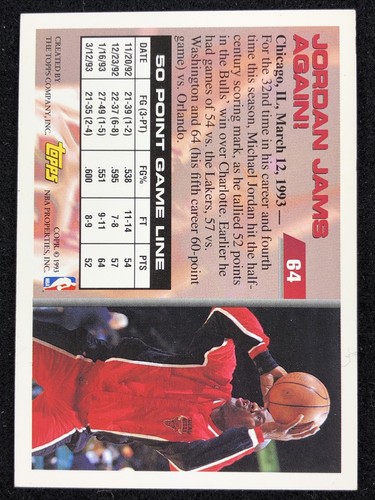 64
JORDAN JAMS
AGAIN!
Chicago, IL, March 12, 1993 —
For the 32nd time in his career and fourth
time this season, Michael Jordan hit the half-
century scoring mark, as he tallied 52 points
in the Bulls' win over Charlotte. Earlier he
had games of 54 vs. the Lakers, 57 vs.
Washington and 64 (his fifth career 60-point
game) vs. Orlando.
50 POINT GAME LINE
DATE FG (3-PT) FG% FT PTS
11/20/92 21-39 (1-2) .538 11-14 54
12/23/92 22-37 (6-8) .595 7-8 57
1/16/93 27-49 (1-5) .551 9-11 64
3/12/93 21-35 (2-4) .600 8-9 52
CREATED BY
THE TOPPS COMPANY, INC.
Topps
COPR. © 1993
NBA PROPERTIES, INC.
NBA